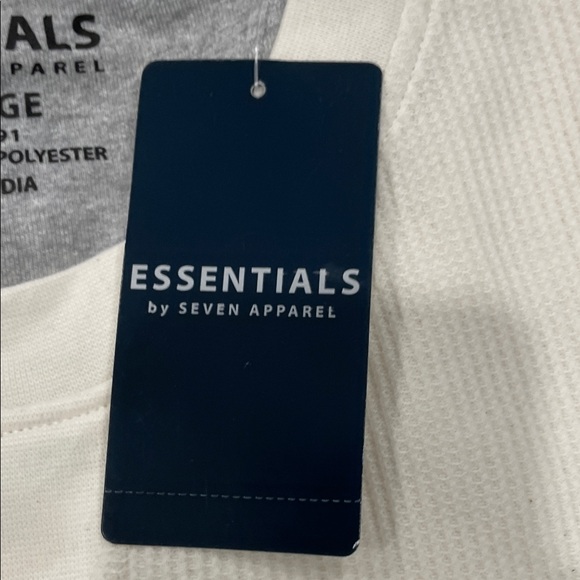 ALS
PAREL
GE
91
POLYESTER
DIA
ESSENTIALS
by SEVEN APPAREL